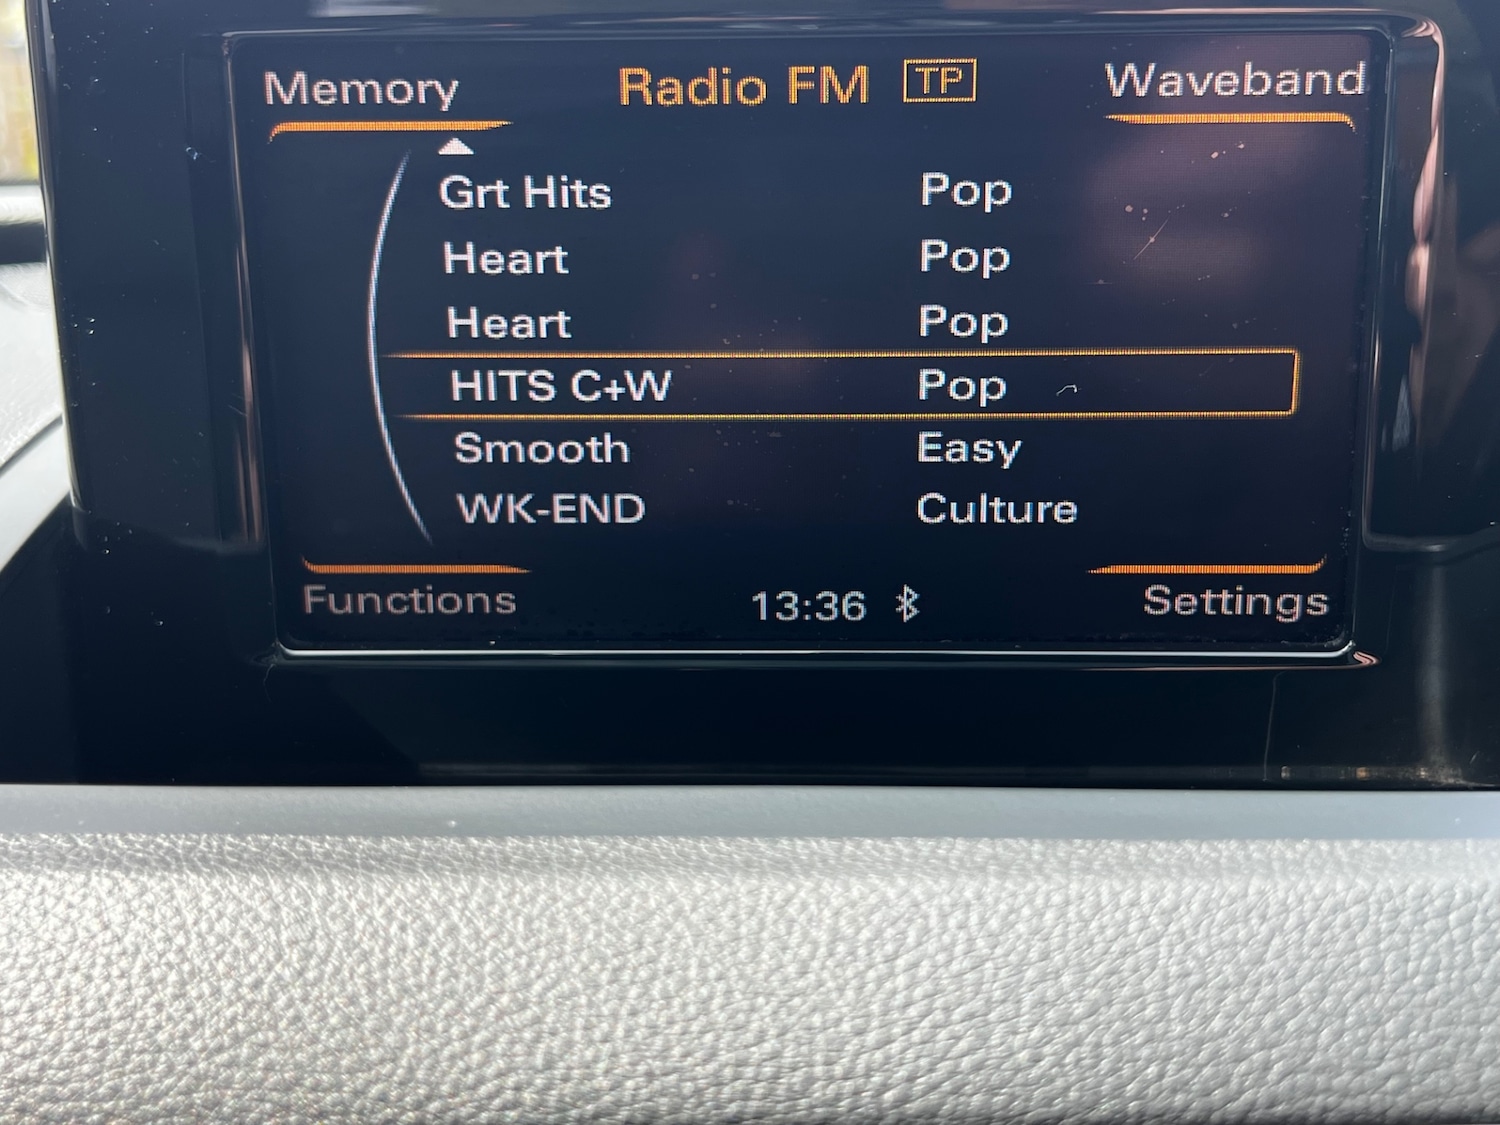 Memory Radio FM TP Waveband
Grt Hits Pop
Heart Pop
Heart Pop
HITS C+W Pop
Smooth Easy
WK-END Culture
Functions 13:36 Settings